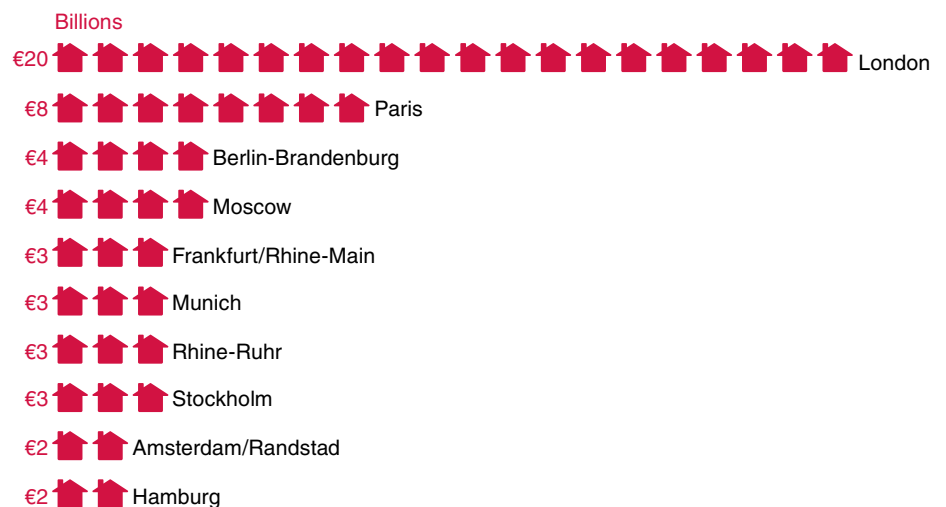 Billions
€20 London
€8 Paris
€4 Berlin-Brandenburg
€4 Moscow
€3 Frankfurt/Rhine-Main
€3 Munich
€3 Rhine-Ruhr
€3 Stockholm
€2 Amsterdam/Randstad
€2 Hamburg